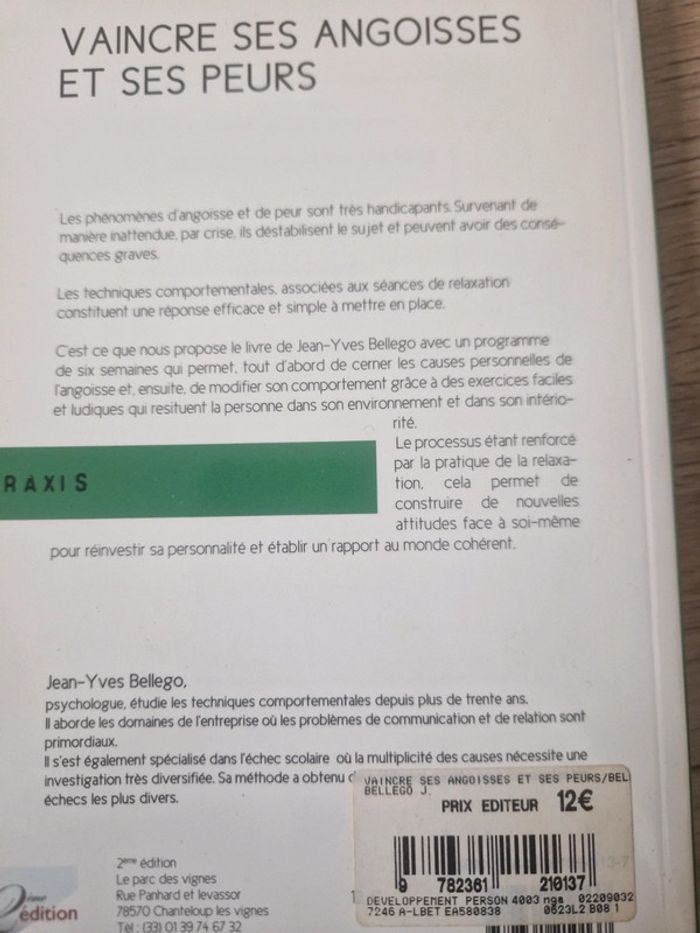 VAINCRE SES ANGOISSES
ET SES PEURS
Les phénomènes d'angoisse et de peur sont très handicapants. Survenant de
manière inattendue, par crise, ils déstabilisent le sujet et peuvent avoir des consé-
quences graves.
Les techniques comportementales, associées aux séances de relaxation
constituent une réponse efficace et simple à mettre en place.
C'est ce que nous propose le livre de Jean-Yves Bellego avec un programme
de six semaines qui permet, tout d'abord de cerner les causes personnelles de
l'angoisse et, ensuite, de modifier son comportement grâce à des exercices faciles
et ludiques qui resituent la personne dans son environnement et dans son intério-
rité.
Le processus étant renforcé
par la pratique de la relaxa-
tion, cela permet de
construire de nouvelles
attitudes face à soi-même
pour réinvestir sa personnalité et établir un rapport au monde cohérent.
RAXIS
Jean-Yves Bellego,
psychologue, étudie les techniques comportementales depuis plus de trente ans.
Il aborde les domaines de l'entreprise où les problèmes de communication et de relation sont
primordiaux.
Il s'est également spécialisé dans l'échec scolaire où la multiplicité des causes nécessite une
investigation très diversifiée. Sa méthode a obtenu
échecs les plus divers.
VAINCRE SES ANGOISSES ET SES PEURS/BEL
BELLEGO J.
PRIX EDITEUR 12€
9 782361 210137
DEVELOPPEMENT PERSON 4003 nga 02209032
7246 A-LBET EA580838 0623L2 B08 1
2ème édition
Le parc des vignes
Rue Panhard et levassor
78570 Chanteloup les vignes
Tel : (33) 01 39 74 67 32
2ème
édition